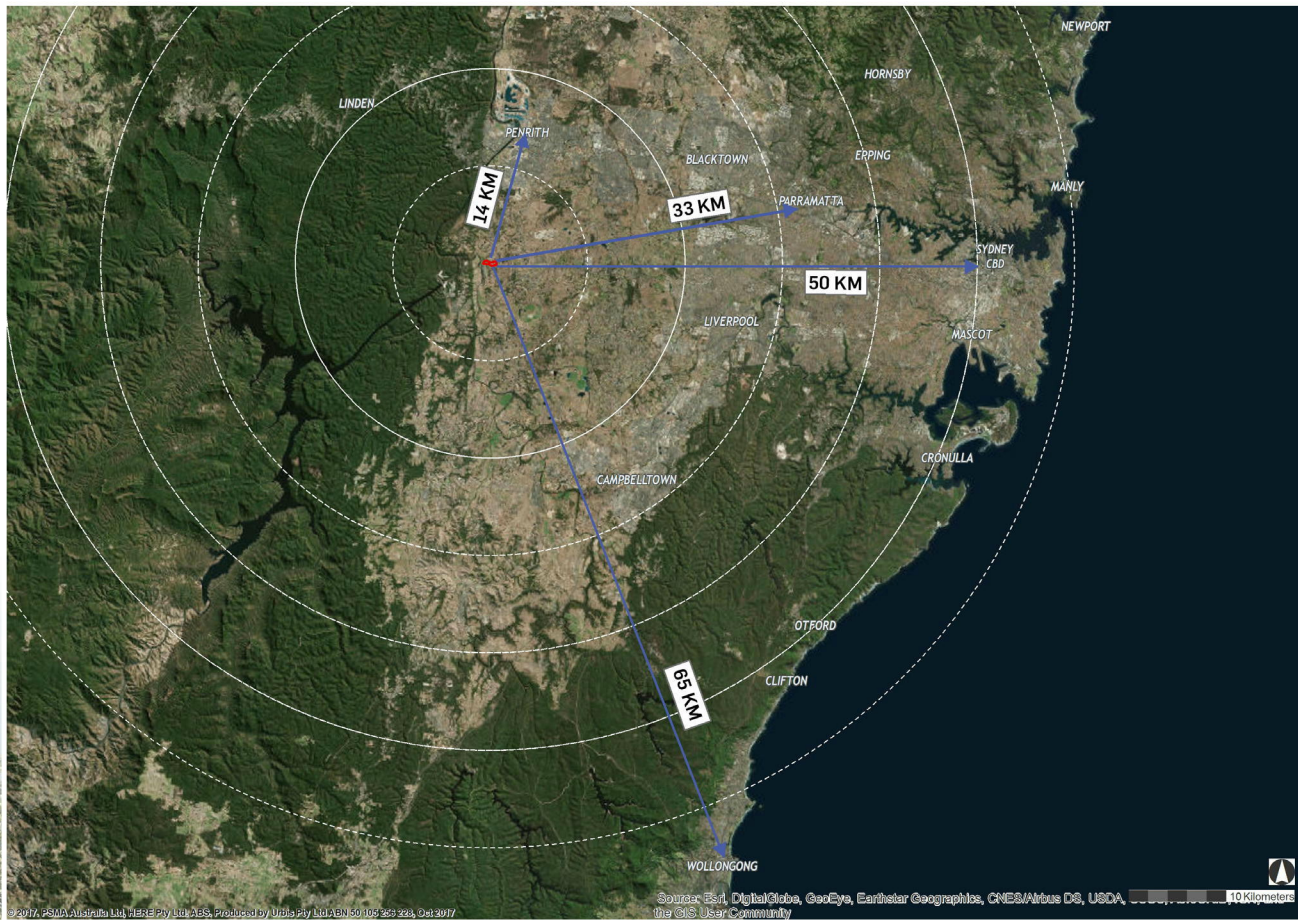 NEWPORT
HORNSBY
LINDEN
PENRITH
BLACKTOWN
EPPING
MANLY
14 KM
33 KM
PARRAMATTA
SYDNEY
CBD
50 KM
LIVERPOOL
MASCOT
CRONULLA
CAMPBELLTOWN
OTFORD
CLIFTON
65 KM
WOLLONGONG
Source: Esri, DigitalGlobe, GeoEye, Earthstar Geographics, CNES/Airbus DS, USDA,
10 Kilometers
the GIS User Community
© 2017. PSMA Australia Ltd, HERE Pty Ltd, ABS. Produced by Urbis Pty Ltd ABN 50 105 256 228, Oct 2017